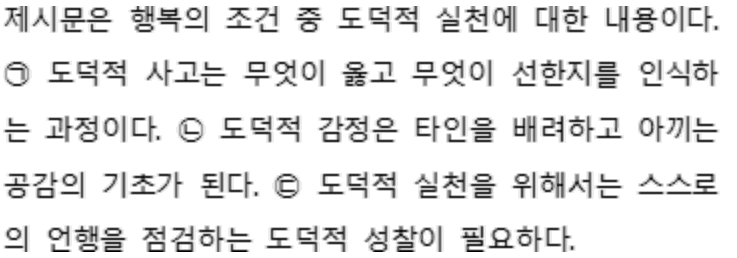 제시문은 행복의 조건 중 도덕적 실천에 대한 내용이다.
㉠ 도덕적 사고는 무엇이 옳고 무엇이 선한지를 인식하
는 과정이다. ㉡ 도덕적 감정은 타인을 배려하고 아끼는
공감의 기초가 된다. ㉢ 도덕적 실천을 위해서는 스스로
의 언행을 점검하는 도덕적 성찰이 필요하다.